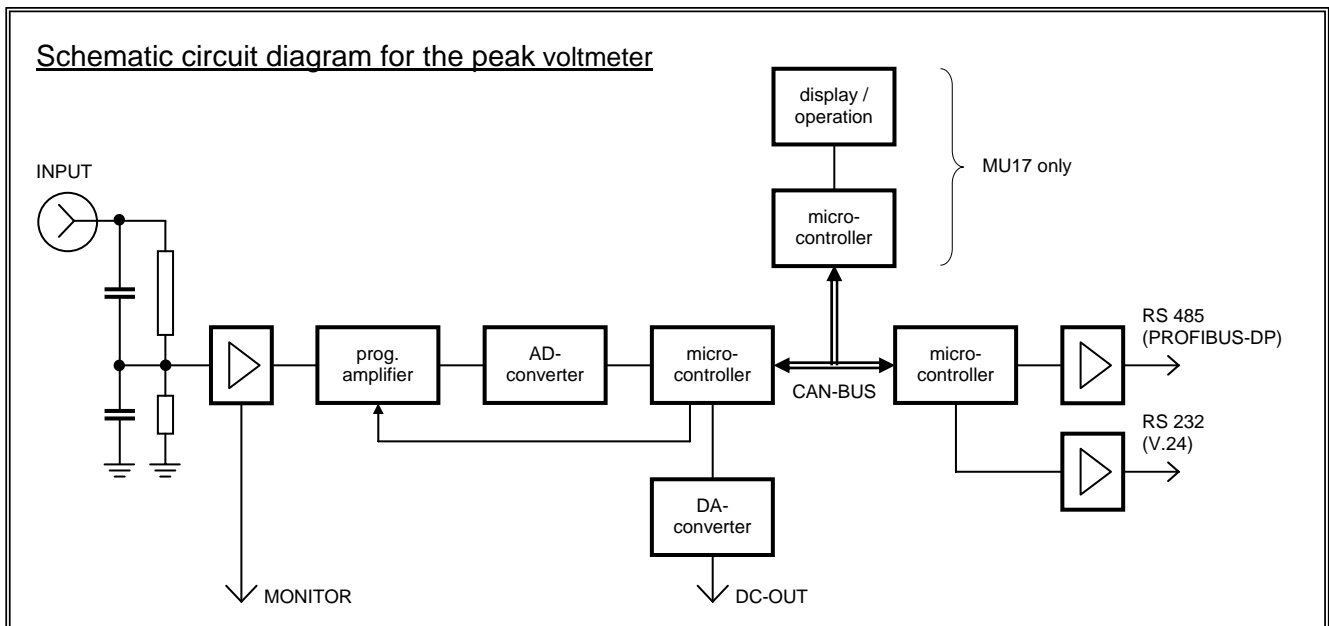 Schematic circuit diagram for the peak voltmeter
display /
operation
MU17 only
INPUT
micro-
controller
prog.
amplifier
AD-
converter
micro-
controller
CAN-BUS
micro-
controller
RS 485
(PROFIBUS-DP)
RS 232
(V.24)
DA-
converter
MONITOR
DC-OUT